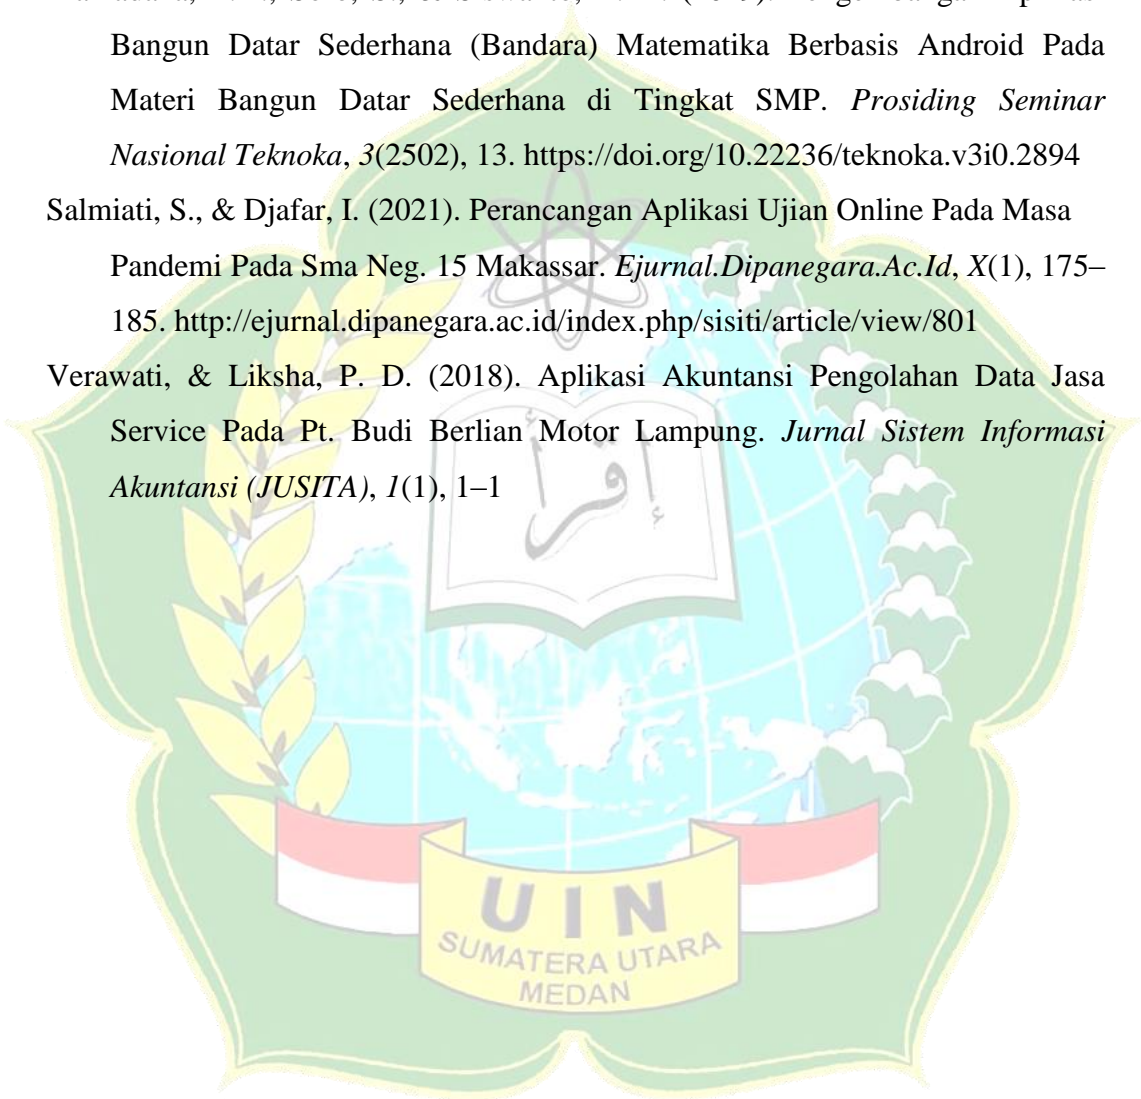 Bangun Datar Sederhana (Bandara) Matematika Berbasis Android Pada
Materi Bangun Datar Sederhana di Tingkat SMP. Prosiding Seminar
Nasional Teknoka, 3(2502), 13. https://doi.org/10.22236/teknoka.v3i0.2894
Salmiati, S., & Djafar, I. (2021). Perancangan Aplikasi Ujian Online Pada Masa
Pandemi Pada Sma Neg. 15 Makassar. Ejurnal.Dipanegara.Ac.Id, X(1), 175–
185. http://ejurnal.dipanegara.ac.id/index.php/sisiti/article/view/801
Verawati, & Liksha, P. D. (2018). Aplikasi Akuntansi Pengolahan Data Jasa
Service Pada Pt. Budi Berlian Motor Lampung. Jurnal Sistem Informasi
Akuntansi (JUSITA), 1(1), 1–1
إقرأ
UIN
SUMATERA UTARA
MEDAN